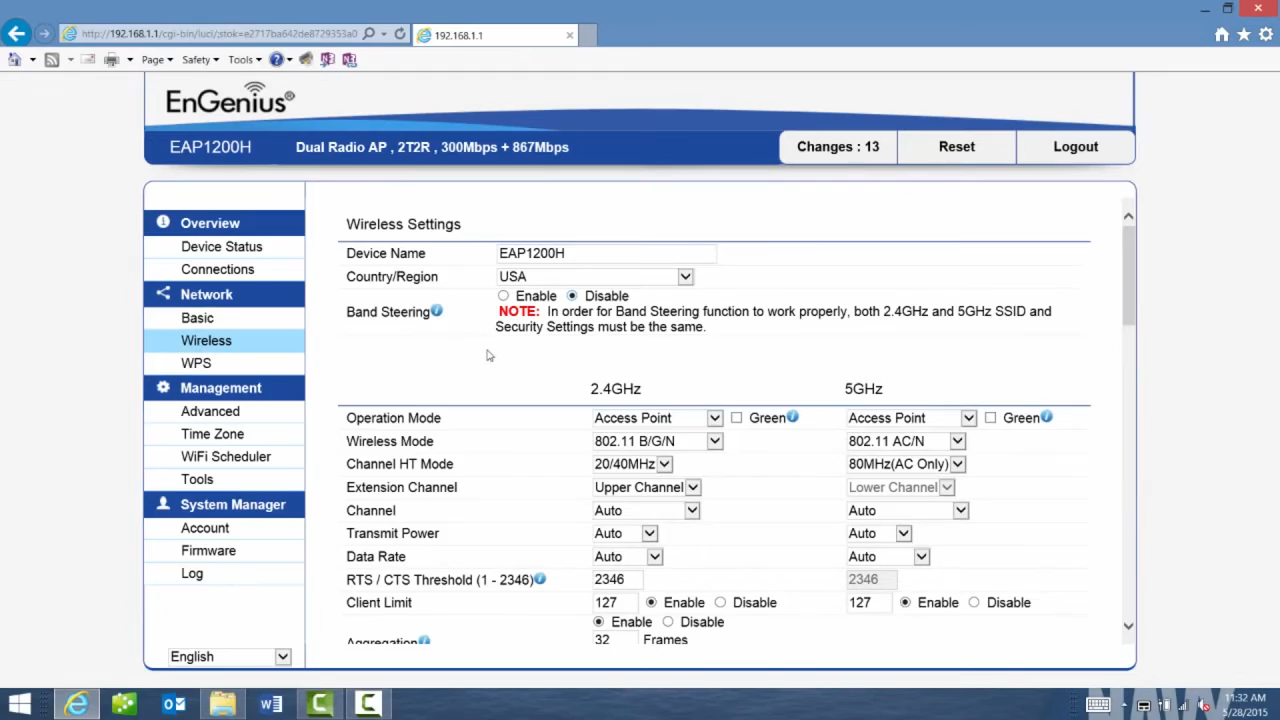 http://192.168.1.1/cgi-bin/luci/;stok=e2717ba642de8729353a0
192.168.1.1
Page Safety Tools
EnGenius®
EAP1200H Dual Radio AP , 2T2R , 300Mbps + 867Mbps Changes : 13 Reset Logout
Overview
Device Status
Connections
Network
Basic
Wireless
WPS
Management
Advanced
Time Zone
WiFi Scheduler
Tools
System Manager
Account
Firmware
Log
English
Wireless Settings
Device Name EAP1200H
Country/Region USA
Enable Disable
Band Steering NOTE: In order for Band Steering function to work properly, both 2.4GHz and 5GHz SSID and
Security Settings must be the same.
2.4GHz 5GHz
Operation Mode Access Point Green Access Point Green
Wireless Mode 802.11 B/G/N 802.11 AC/N
Channel HT Mode 20/40MHz 80MHz(AC Only)
Extension Channel Upper Channel Lower Channel
Channel Auto Auto
Transmit Power Auto Auto
Data Rate Auto Auto
RTS / CTS Threshold (1 - 2346) 2346 2346
Client Limit 127 Enable Disable 127 Enable Disable
Enable Disable
Aggregation 32 Frames
11:32 AM
5/28/2015